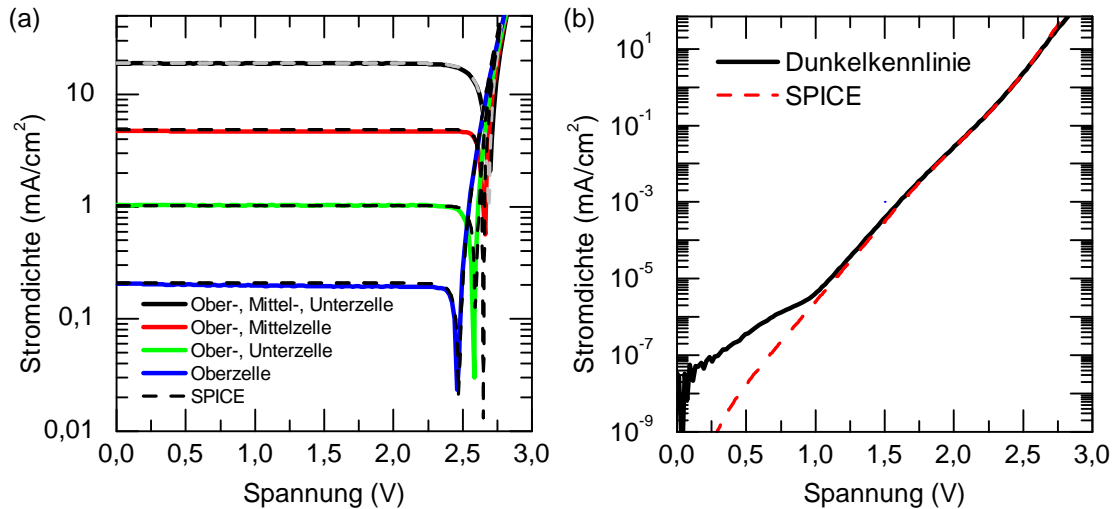 (a)
Stromdichte (mA/cm²)
10
1
0,1
0,01
Ober-, Mittel-, Unterzelle
Ober-, Mittelzelle
Ober-, Unterzelle
Oberzelle
SPICE
0,0 0,5 1,0 1,5 2,0 2,5 3,0
Spannung (V)
(b)
Stromdichte (mA/cm²)
10¹
10⁻¹
10⁻³
10⁻⁵
10⁻⁷
10⁻⁹
Dunkelkennlinie
SPICE
0,0 0,5 1,0 1,5 2,0 2,5 3,0
Spannung (V)